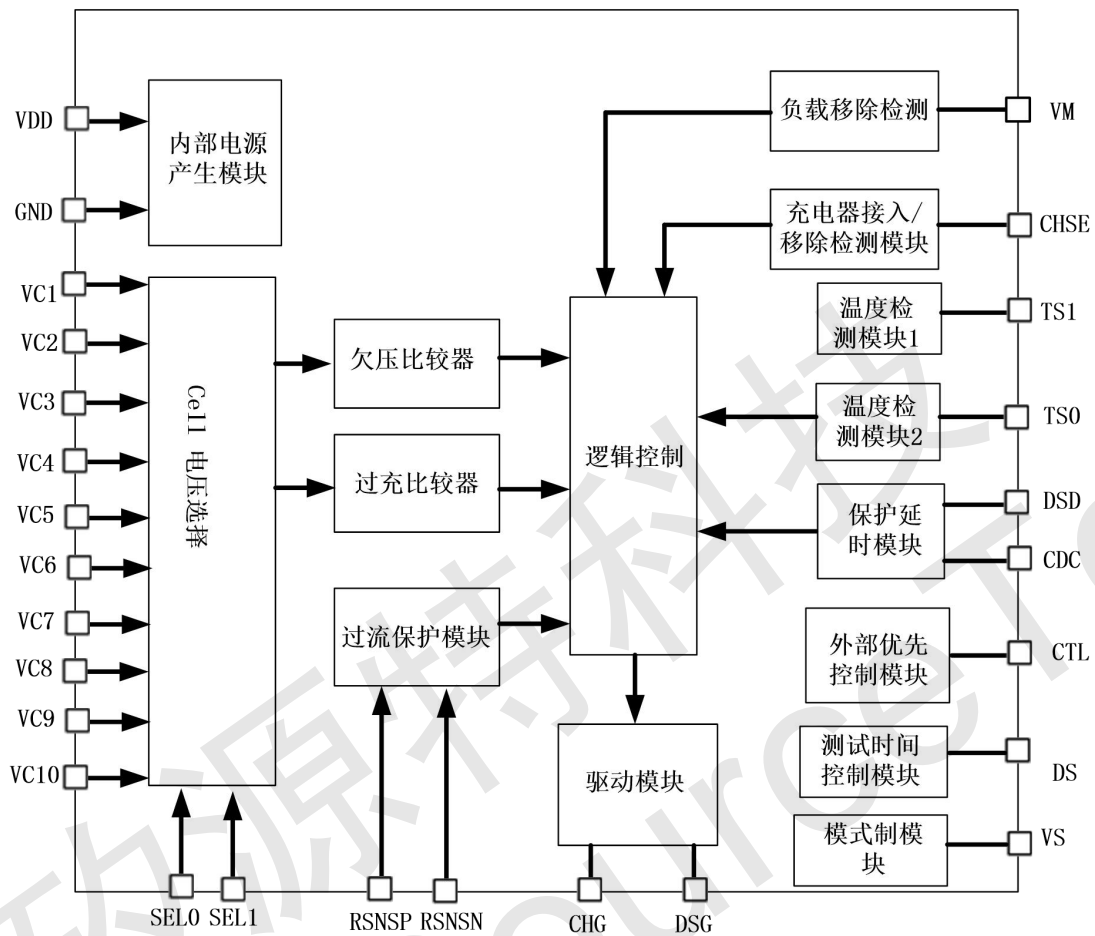 VDD
GND
VC1
VC2
VC3
VC4
VC5
VC6
VC7
VC8
VC9
VC10
内部电源
产生模块
Cell 电压选择
SEL0
SEL1
欠压比较器
过充比较器
过流保护模块
RSNSP
RSNSN
逻辑控制
驱动模块
CHG
DSG
负载移除检测
VM
充电器接入/
移除检测模块
CHSE
温度检
测模块1
TS1
温度检
测模块2
TS0
保护延
时模块
DSD
CDC
外部优先
控制模块
CTL
测试时间
控制模块
DS
模式制模
块
VS
源特科技
ource